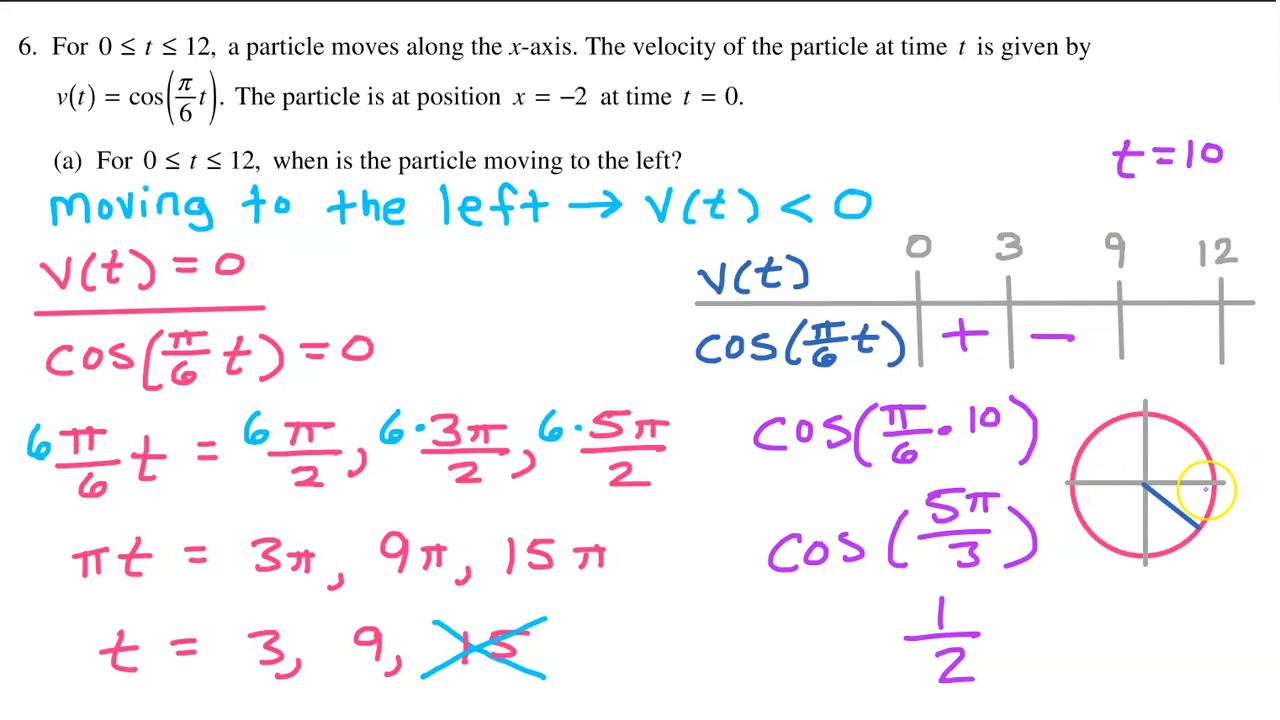 6. For 0 ≤ t ≤ 12, a particle moves along the x-axis. The velocity of the particle at time t is given by
v(t) = cos(π/6 t). The particle is at position x = −2 at time t = 0.
(a) For 0 ≤ t ≤ 12, when is the particle moving to the left?
t = 10
moving to the left → v(t) < 0
v(t) = 0
cos(π/6 t) = 0
6 π/6 t = 6 π/2, 6 · 3π/2, 6 · 5π/2
πt = 3π, 9π, 15π
t = 3, 9, 15
0 3 9 12
v(t)
cos(π/6 t) + −
cos(π/6 · 10)
cos(5π/3)
1/2